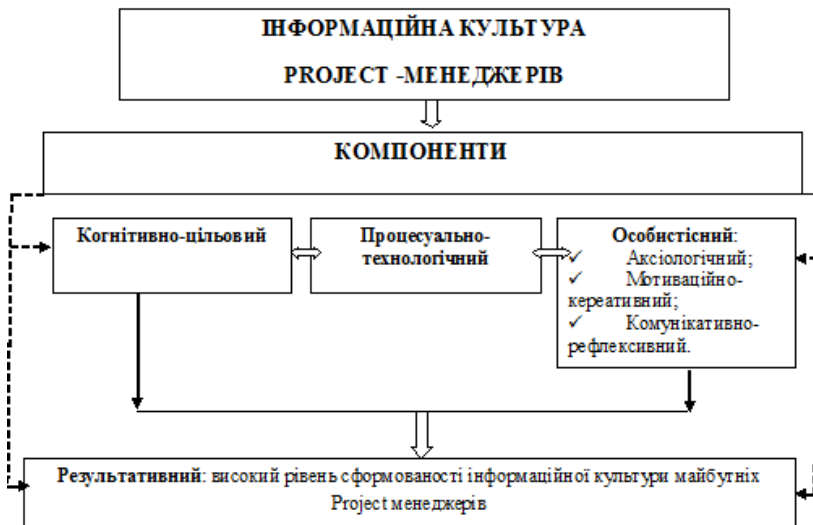 ІНФОРМАЦІЙНА КУЛЬТУРА
PROJECT -МЕНЕДЖЕРІВ
КОМПОНЕНТИ
Когнітивно-цільовий
Процесуально-
технологічний
Особистісний:
✓ Аксіологічний;
✓ Мотиваційно-
кереативний;
✓ Комунікативно-
рефлексивний.
Результативний: високий рівень сформованості інформаційної культури майбутніх
Project менеджерів